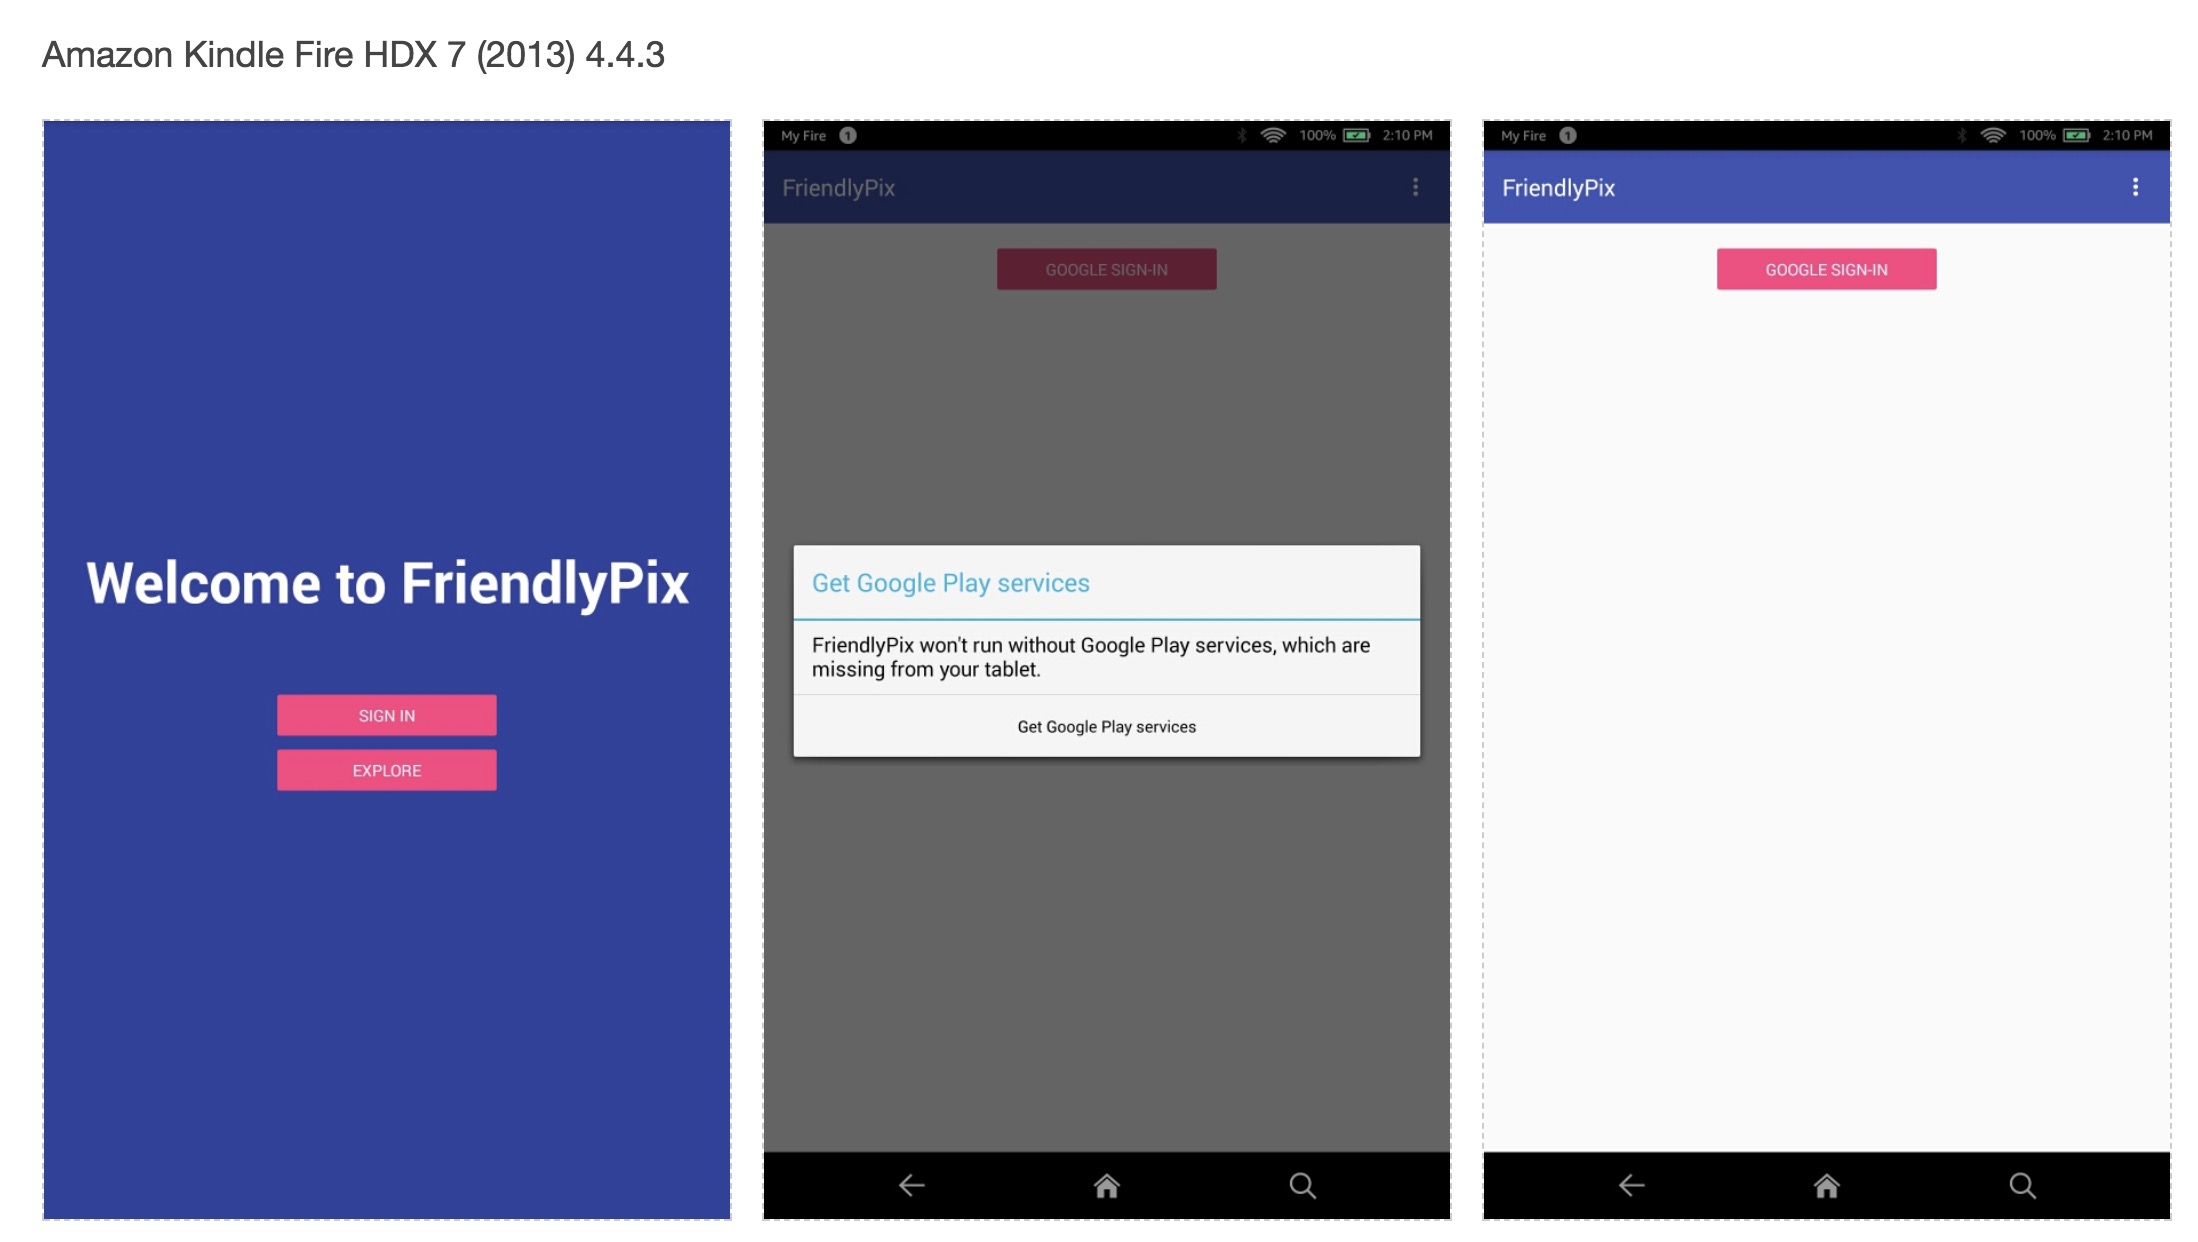 Amazon Kindle Fire HDX 7 (2013) 4.4.3
Welcome to FriendlyPix
SIGN IN
EXPLORE
My Fire 1 100% 2:10 PM
FriendlyPix
GOOGLE SIGN-IN
Get Google Play services
FriendlyPix won't run without Google Play services, which are
missing from your tablet.
Get Google Play services
My Fire 1 100% 2:10 PM
FriendlyPix
GOOGLE SIGN-IN